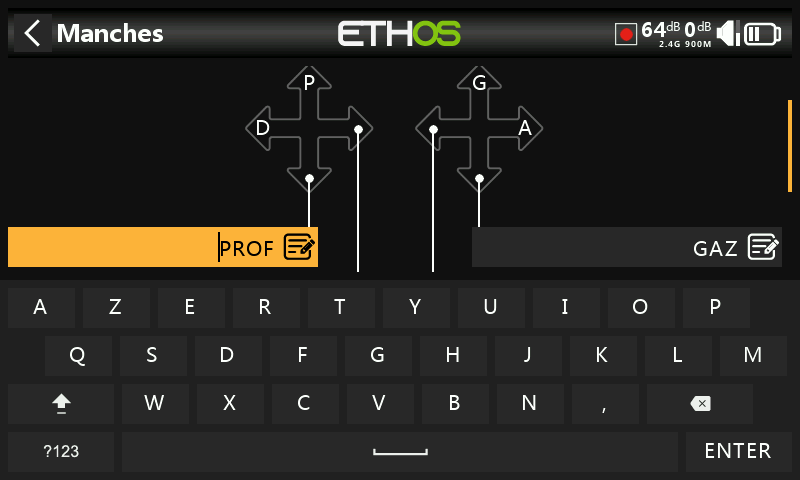 Manches
ETHOS
64dB 0dB
2.4G 900M
P
G
D
A
PROF
GAZ
A Z E R T Y U I O P
Q S D F G H J K L M
W X C V B N ,
?123
ENTER